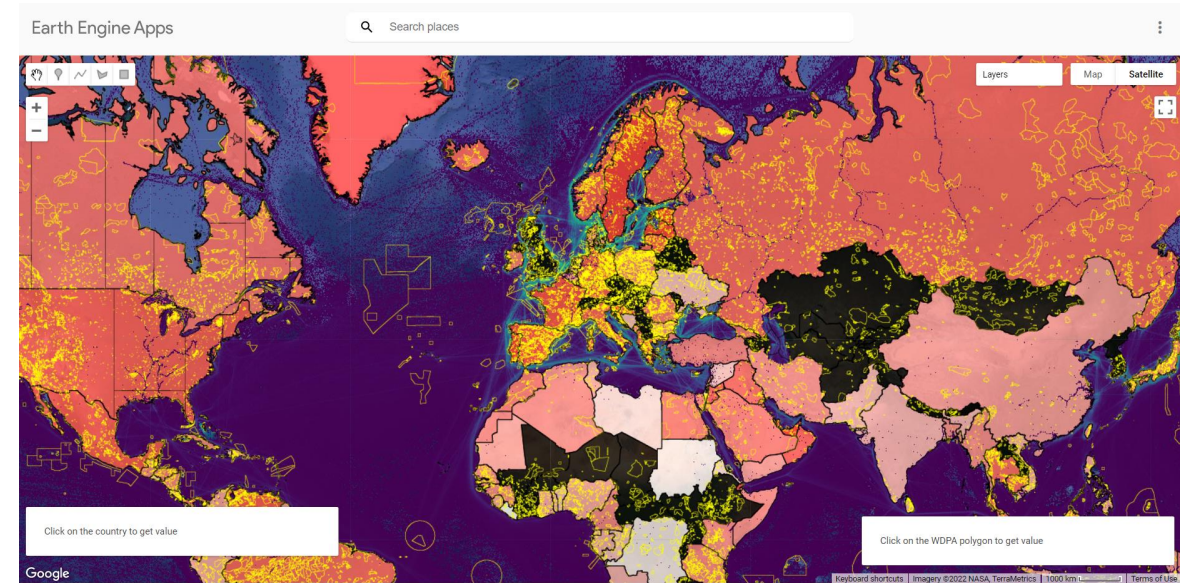 Earth Engine Apps
Search places
Layers
Map Satellite
+
−
Click on the country to get value
Click on the WDPA polygon to get value
Google
Keyboard shortcuts Imagery ©2022 NASA, TerraMetrics 1000 km Terms of Use